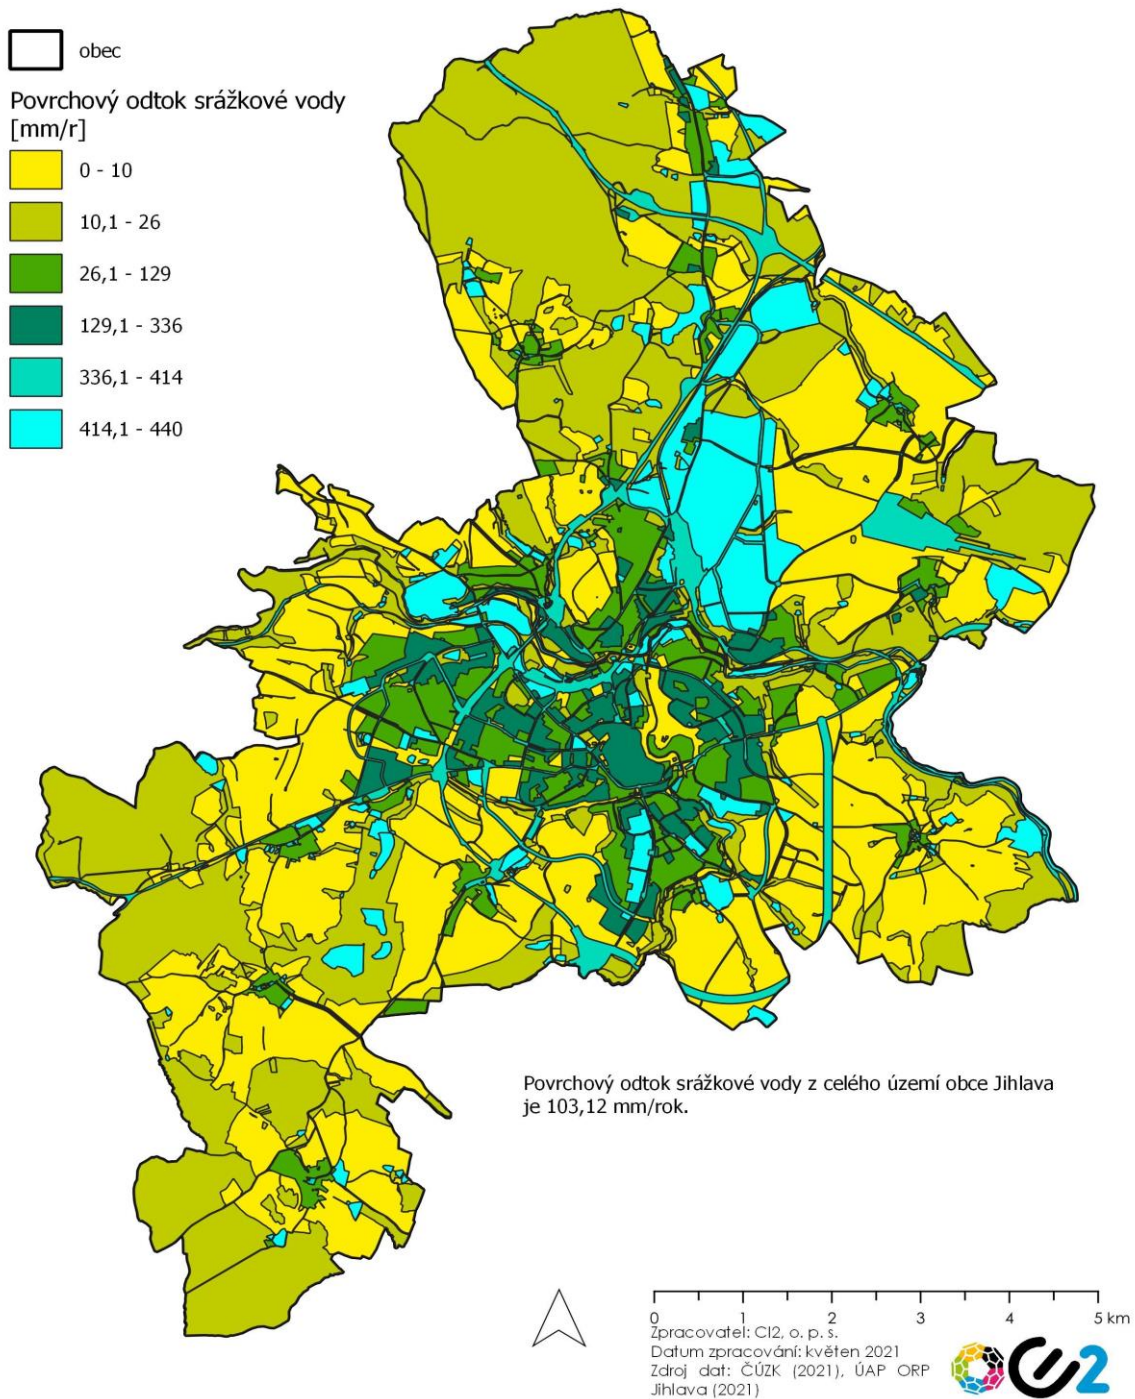 obec
Povrchový odtok srážkové vody
[mm/r]
0 - 10
10,1 - 26
26,1 - 129
129,1 - 336
336,1 - 414
414,1 - 440
Povrchový odtok srážkové vody z celého území obce Jihlava
je 103,12 mm/rok.
0 1 2 3 4 5 km
Zpracovatel: CI2, o. p. s.
Datum zpracování: květen 2021
Zdroj dat: ČÚZK (2021), ÚAP ORP
Jihlava (2021)
CI2